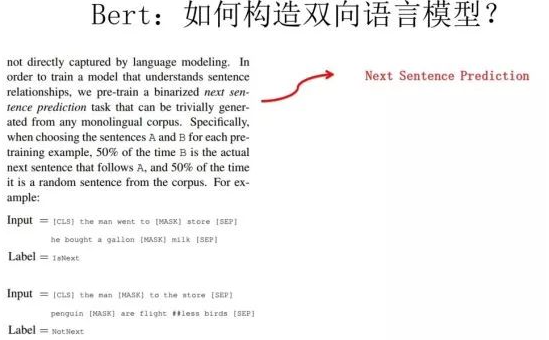 Bert：如何构造双向语言模型？
not directly captured by language modeling. In
order to train a model that understands sentence
relationships, we pre-train a binarized next sen-
tence prediction task that can be trivially gener-
ated from any monolingual corpus. Specifically,
when choosing the sentences A and B for each pre-
training example, 50% of the time B is the actual
next sentence that follows A, and 50% of the time
it is a random sentence from the corpus. For ex-
ample:
Next Sentence Prediction
Input = [CLS] the man went to [MASK] store [SEP]
he bought a gallon [MASK] milk [SEP]
Label = IsNext
Input = [CLS] the man [MASK] to the store [SEP]
penguin [MASK] are flight ##less birds [SEP]
Label = NotNext